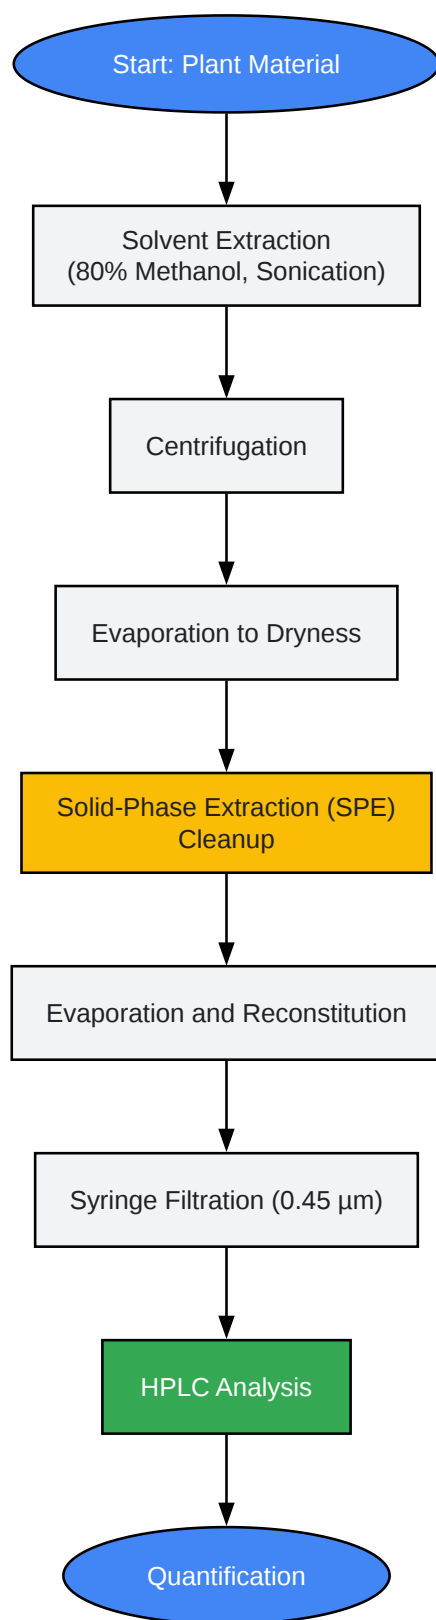 Start: Plant Material
Solvent Extraction
(80% Methanol, Sonication)
Centrifugation
Evaporation to Dryness
Solid-Phase Extraction (SPE)
Cleanup
Evaporation and Reconstitution
Syringe Filtration (0.45 µm)
HPLC Analysis
Quantification